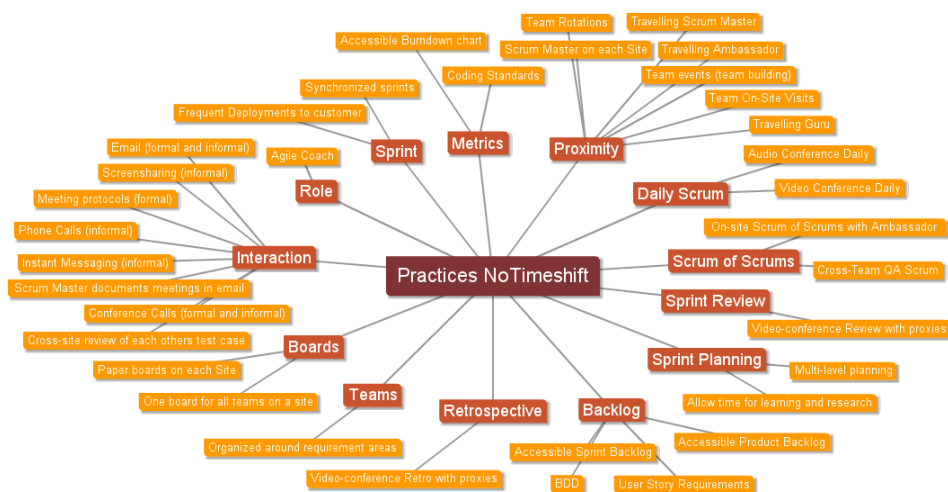 Team Rotations
Travelling Scrum Master
Accessible Burndown chart
Scrum Master on each Site
Travelling Ambassador
Coding Standards
Team events (team building)
Synchronized sprints
Team On-Site Visits
Frequent Deployments to customer
Travelling Guru
Sprint
Metrics
Proximity
Email (formal and informal)
Agile Coach
Audio Conference Daily
Screensharing (informal)
Role
Daily Scrum
Video Conference Daily
Meeting protocols (formal)
Phone Calls (informal)
On-site Scrum of Scrums with Ambassador
Interaction
Scrum of Scrums
Instant Messaging (informal)
Practices NoTimeshift
Cross-Team QA Scrum
Scrum Master documents meetings in email
Sprint Review
Conference Calls (formal and informal)
Video-conference Review with proxies
Cross-site review of each others test case
Boards
Sprint Planning
Paper boards on each Site
Multi-level planning
Teams
One board for all teams on a site
Allow time for learning and research
Retrospective
Backlog
Organized around requirement areas
Accessible Product Backlog
Accessible Sprint Backlog
Video-conference Retro with proxies
BDD
User Story Requirements